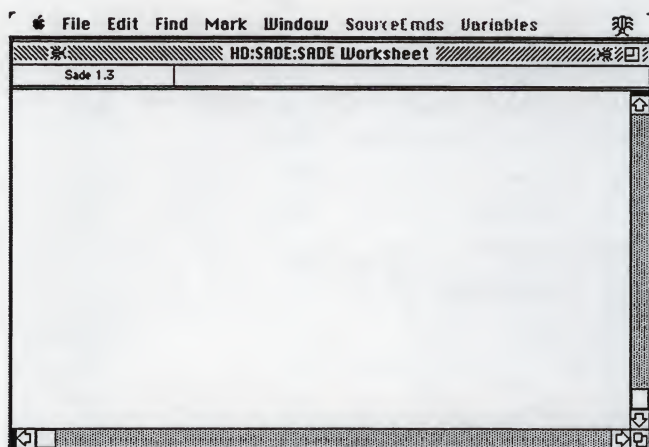 File Edit Find Mark Window SourceCmds Variables
HD:SADE:SADE Worksheet
Sade 1.3